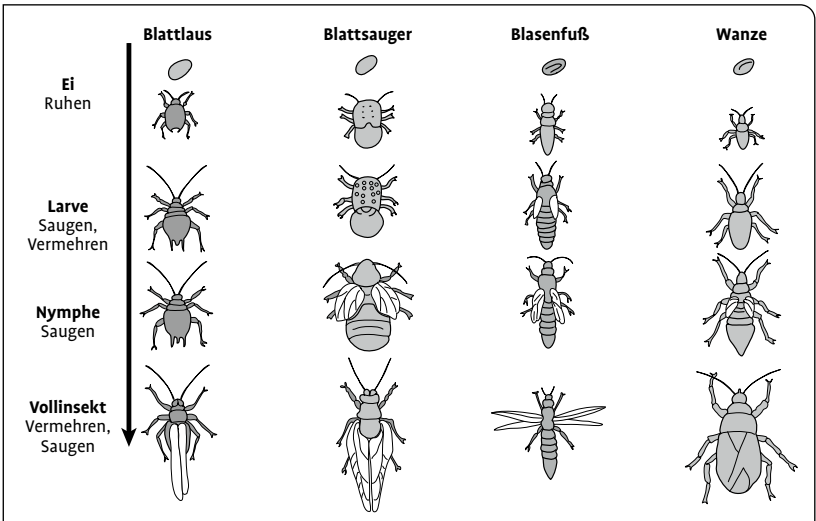 Blattlaus Blattsauger Blasenfuß Wanze
Ei
Ruhen
Larve
Saugen,
Vermehren
Nymphe
Saugen
Vollinsekt
Vermehren,
Saugen